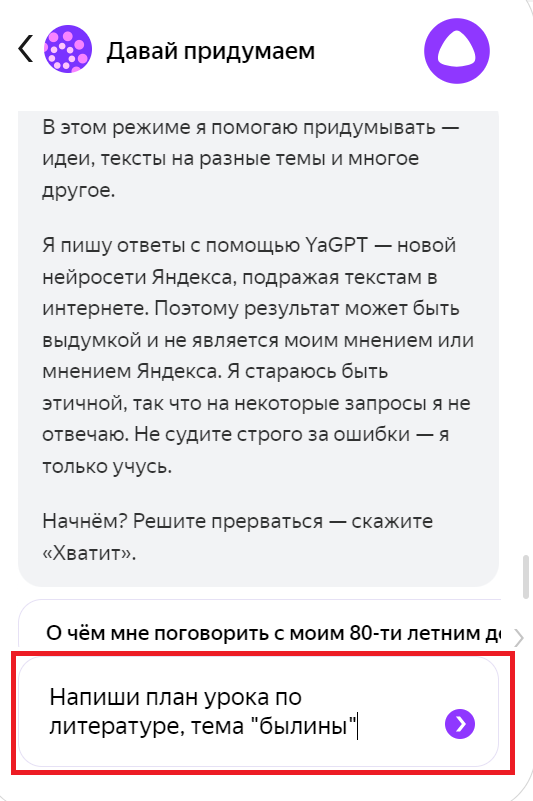 Давай придумаем
В этом режиме я помогаю придумывать —
идеи, тексты на разные темы и многое
другое.
Я пишу ответы с помощью YaGPT — новой
нейросети Яндекса, подражая текстам в
интернете. Поэтому результат может быть
выдумкой и не является моим мнением или
мнением Яндекса. Я стараюсь быть
этичной, так что на некоторые запросы я не
отвечаю. Не судите строго за ошибки — я
только учусь.
Начнём? Решите прерваться — скажите
«Хватит».
О чём мне поговорить с моим 80-ти летним де
Напиши план урока по
литературе, тема "былины"